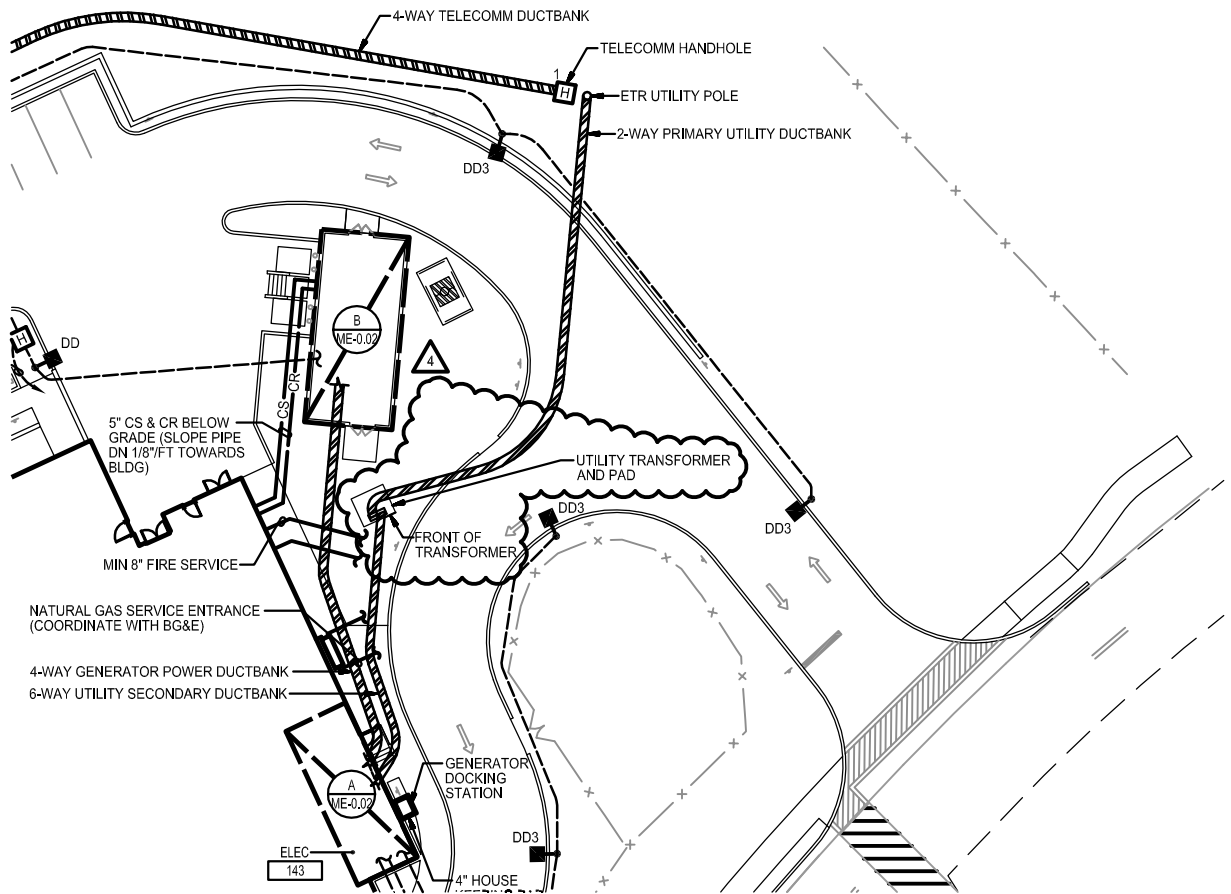 4-WAY TELECOMM DUCTBANK
TELECOMM HANDHOLE
1
H
ETR UTILITY POLE
2-WAY PRIMARY UTILITY DUCTBANK
DD3
B
ME-0.02
H
DD
4
CS
CR
5" CS & CR BELOW
GRADE (SLOPE PIPE
DN 1/8"/FT TOWARDS
BLDG)
UTILITY TRANSFORMER
AND PAD
DD3
DD3
FRONT OF
TRANSFORMER
MIN 8" FIRE SERVICE
NATURAL GAS SERVICE ENTRANCE
(COORDINATE WITH BG&E)
4-WAY GENERATOR POWER DUCTBANK
6-WAY UTILITY SECONDARY DUCTBANK
GENERATOR
DOCKING
STATION
A
ME-0.02
DD3
ELEC
143
4" HOUSE